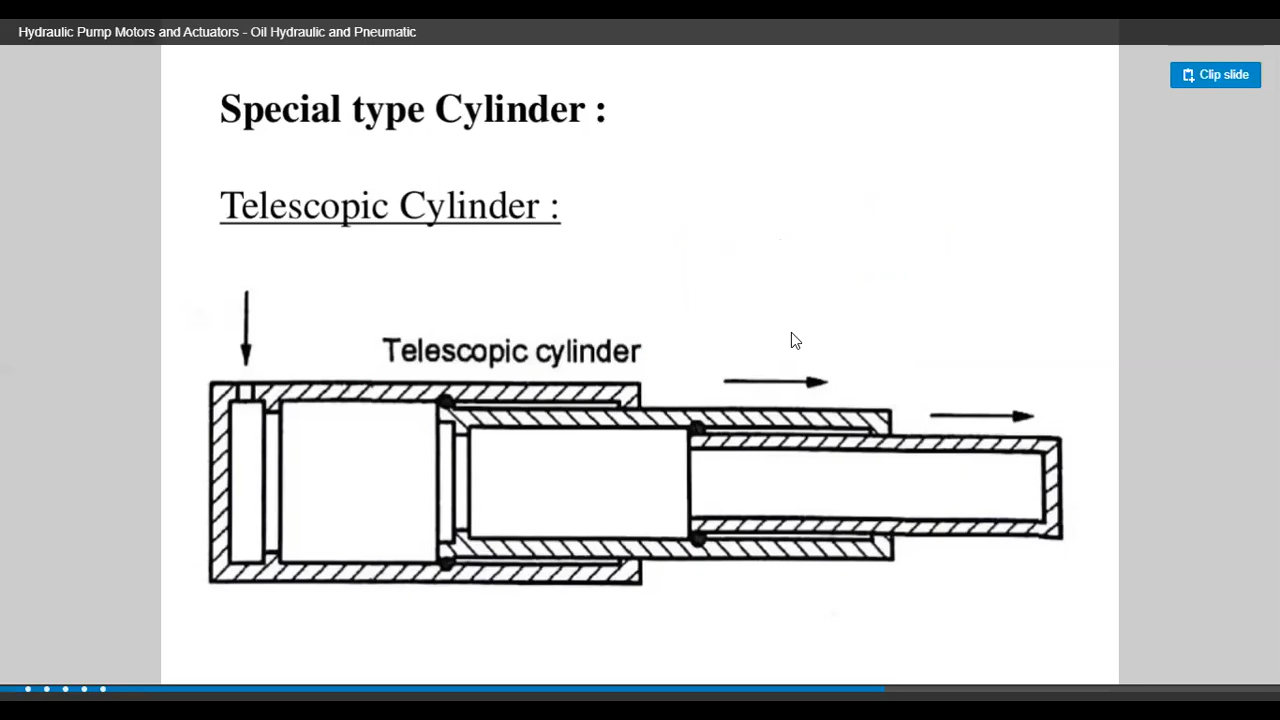 Hydraulic Pump Motors and Actuators - Oil Hydraulic and Pneumatic
Clip slide
Special type Cylinder :
Telescopic Cylinder :
Telescopic cylinder